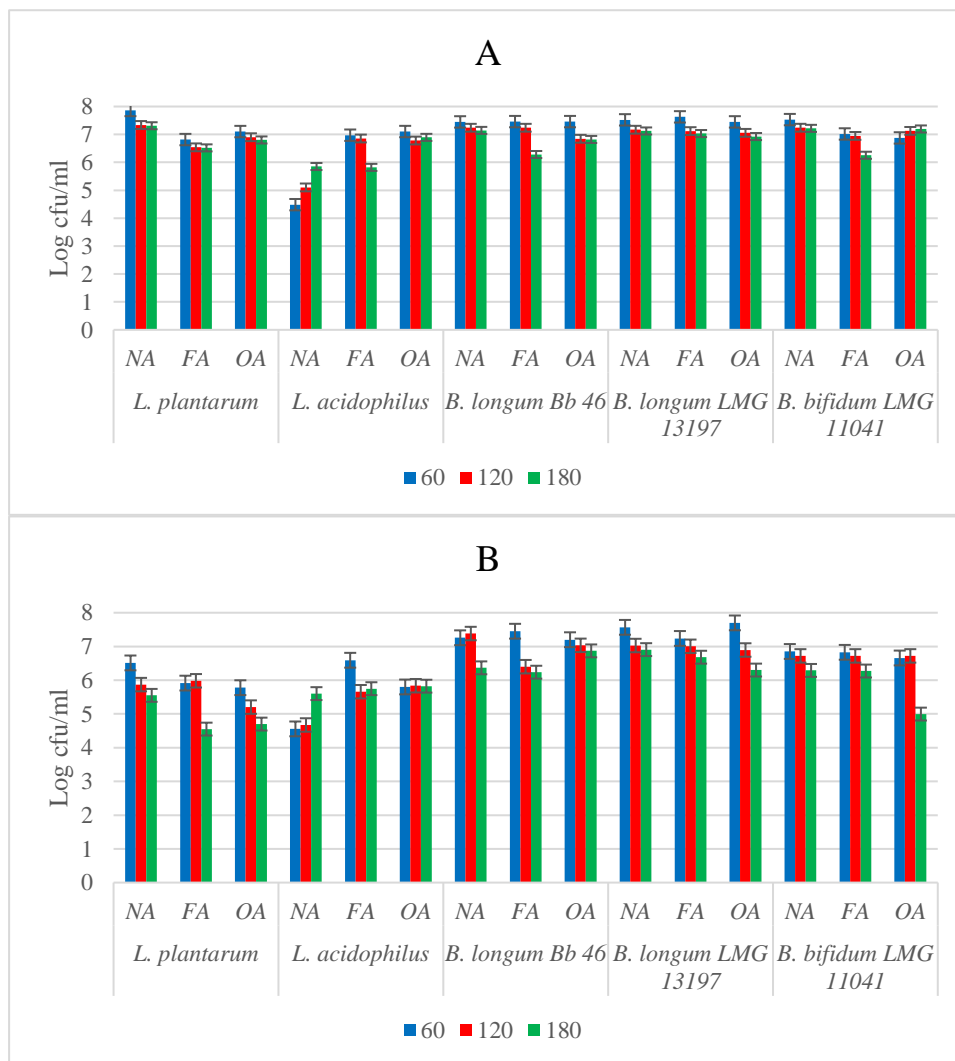 A
Log cfu/ml
8
7
6
5
4
3
2
1
0
NA FA OA NA FA OA NA FA OA NA FA OA NA FA OA
L. plantarum L. acidophilus B. longum Bb 46 B. longum LMG B. bifidum LMG
13197 11041
60 120 180
B
Log cfu/ml
8
7
6
5
4
3
2
1
0
NA FA OA NA FA OA NA FA OA NA FA OA NA FA OA
L. plantarum L. acidophilus B. longum Bb 46 B. longum LMG B. bifidum LMG
13197 11041
60 120 180